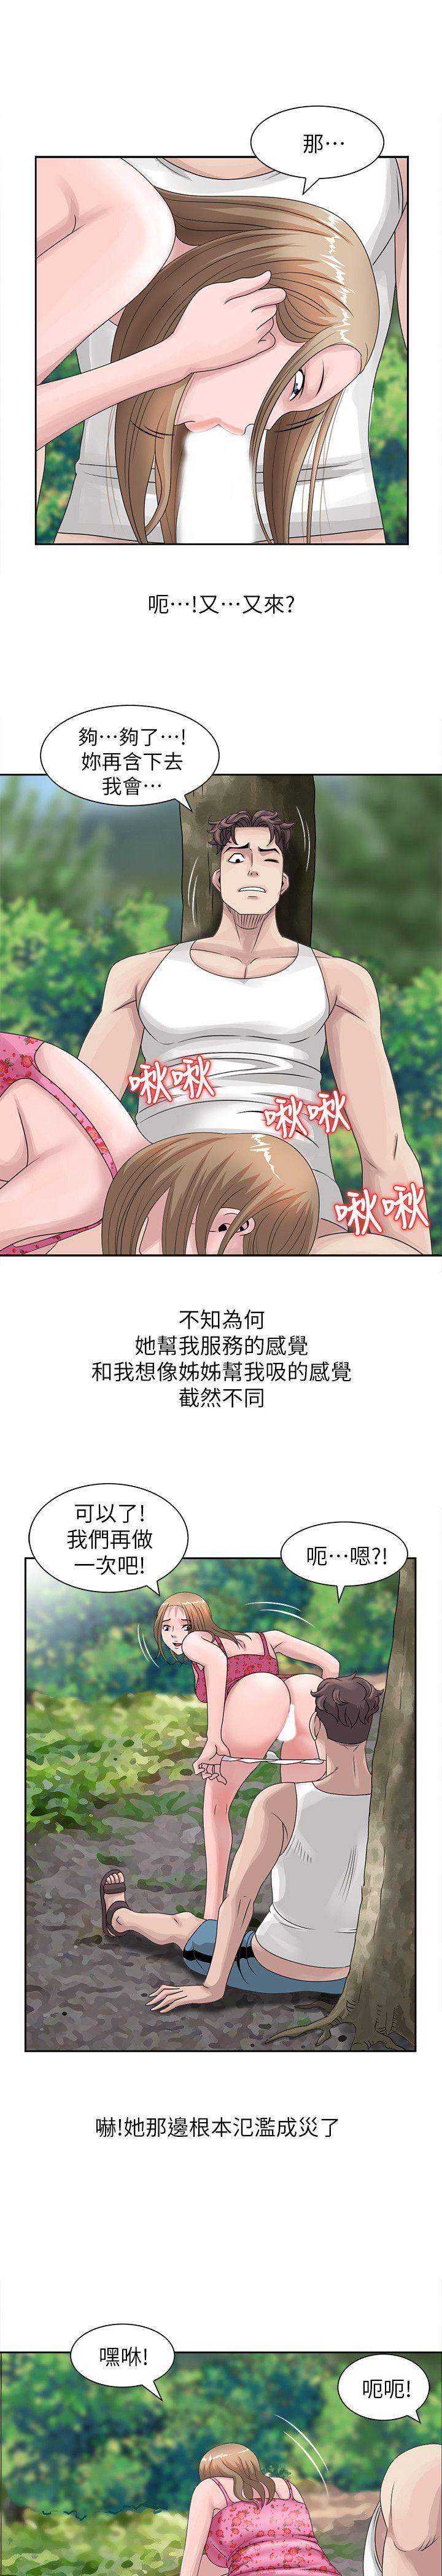 那…
呃…!又…又來?
夠…夠了…!
妳再含下去
我會…
啾啾
啾啾
啾啾
不知為何
她幫我服務的感覺
和我想像姊姊幫我吸的感覺
截然不同
可以了!
我們再做
一次吧!
呃…嗯?!
嚇!她那邊根本氾濫成災了
嘿咻!
呃呃!